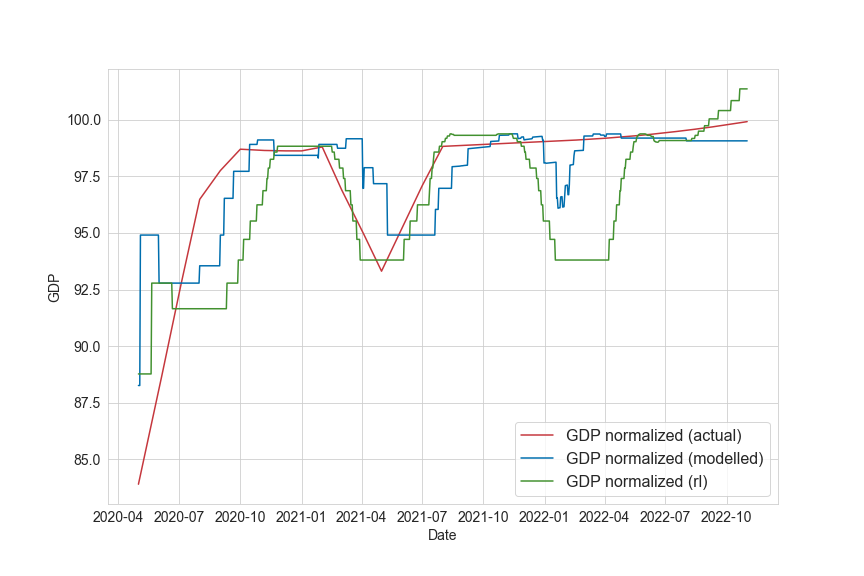 100.0
97.5
95.0
92.5
90.0
87.5
85.0
GDP
GDP normalized (actual)
GDP normalized (modelled)
GDP normalized (rl)
2020-04 2020-07 2020-10 2021-01 2021-04 2021-07 2021-10 2022-01 2022-04 2022-07 2022-10
Date